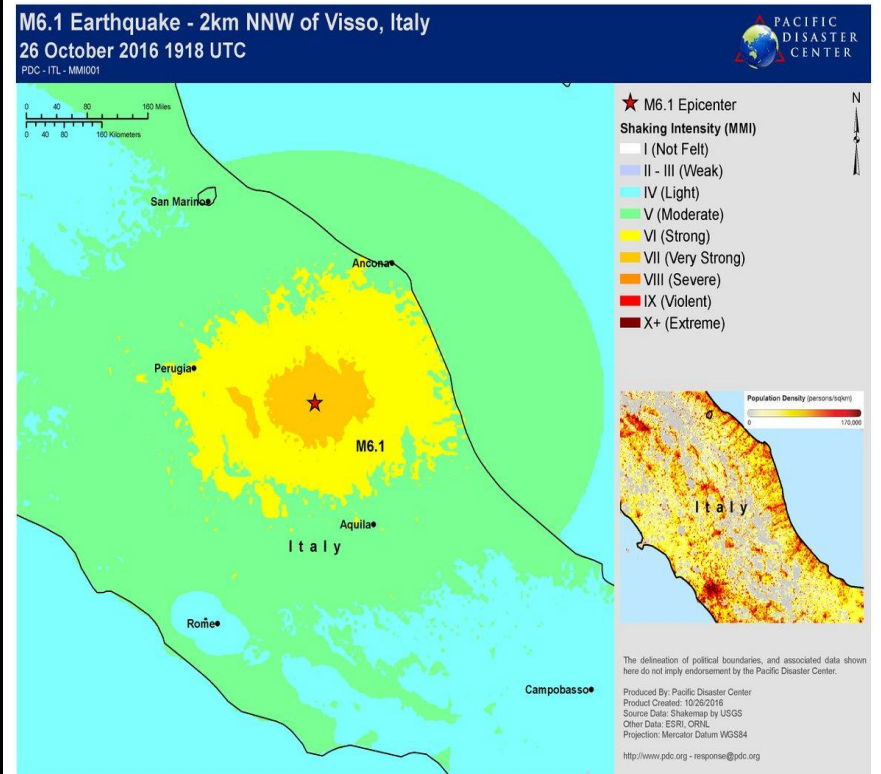 M6.1 Earthquake - 2km NNW of Visso, Italy
26 October 2016 1918 UTC
PDC - ITL - MMI001
PACIFIC
DISASTER
CENTER
0 40 80 160 Miles
0 40 80 160 Kilometers
San Marino
Ancona
Perugia
M6.1
Aquila
Italy
Rome
Campobasso
M6.1 Epicenter
N
Shaking Intensity (MMI)
I (Not Felt)
II - III (Weak)
IV (Light)
V (Moderate)
VI (Strong)
VII (Very Strong)
VIII (Severe)
IX (Violent)
X+ (Extreme)
Population Density (persons/sqkm)
0 170,000
Italy
The delineation of political boundaries, and associated data shown
here do not imply endorsement by the Pacific Disaster Center.
Produced By: Pacific Disaster Center
Product Created: 10/26/2016
Source Data: Shakemap by USGS
Other Data: ESRI, ORNL
Projection: Mercator Datum WGS84
http://www.pdc.org - response@pdc.org